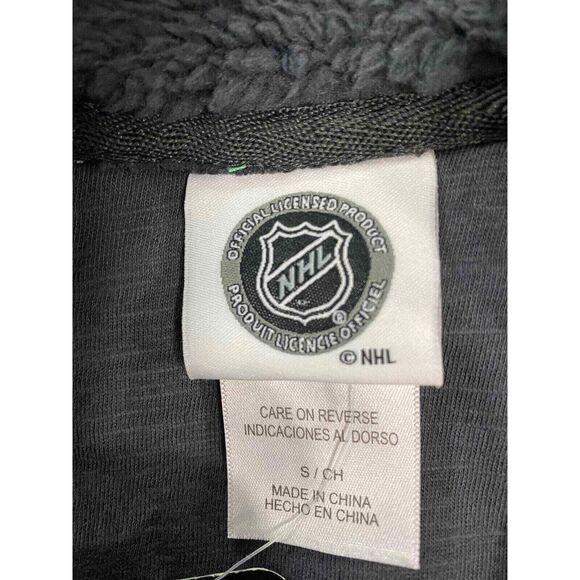 OFFICIAL LICENSED PRODUCT
NHL
®
PRODUIT LICENCIE OFFICIEL
© NHL
CARE ON REVERSE
INDICACIONES AL DORSO
S / CH
MADE IN CHINA
HECHO EN CHINA